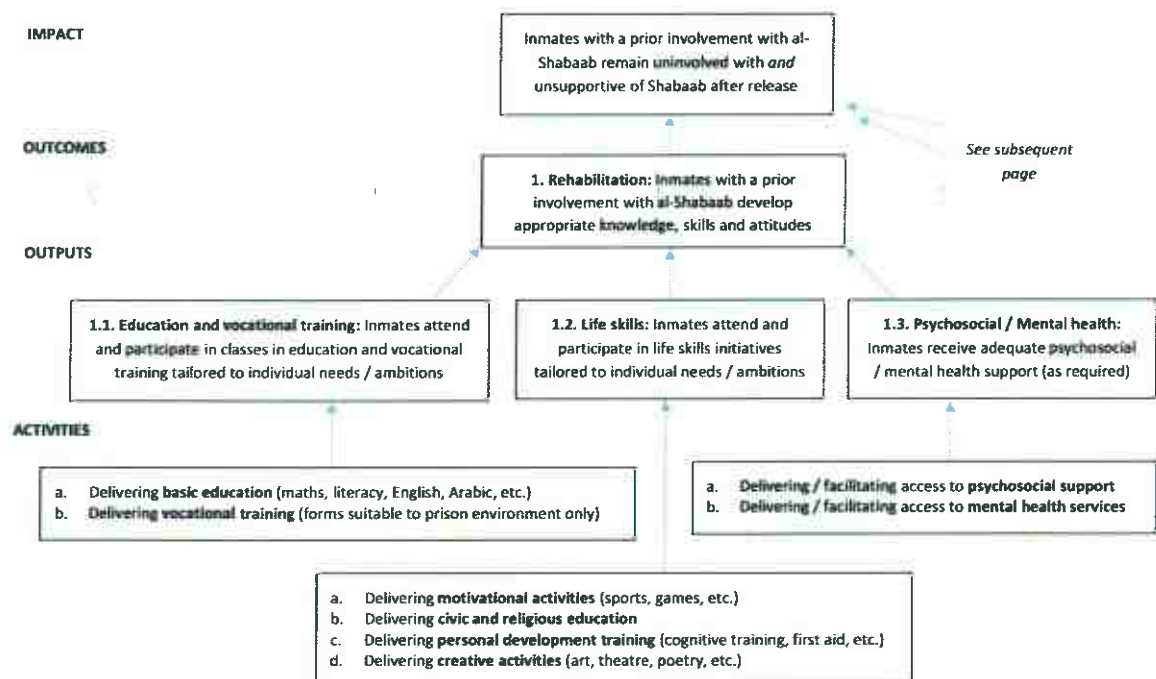 IMPACT
Inmates with a prior involvement with al-
Shabaab remain uninvolved with and
unsupportive of Shabaab after release
OUTCOMES
See subsequent
page
1. Rehabilitation: Inmates with a prior
involvement with al-Shabaab develop
appropriate knowledge, skills and attitudes
OUTPUTS
1.1. Education and vocational training: Inmates attend
and participate in classes in education and vocational
training tailored to individual needs / ambitions
1.2. Life skills: Inmates attend and
participate in life skills initiatives
tailored to individual needs / ambitions
1.3. Psychosocial / Mental health:
Inmates receive adequate psychosocial
/ mental health support (as required)
ACTIVITIES
a. Delivering basic education (maths, literacy, English, Arabic, etc.)
b. Delivering vocational training (forms suitable to prison environment only)
a. Delivering / facilitating access to psychosocial support
b. Delivering / facilitating access to mental health services
a. Delivering motivational activities (sports, games, etc.)
b. Delivering civic and religious education
c. Delivering personal development training (cognitive training, first aid, etc.)
d. Delivering creative activities (art, theatre, poetry, etc.)